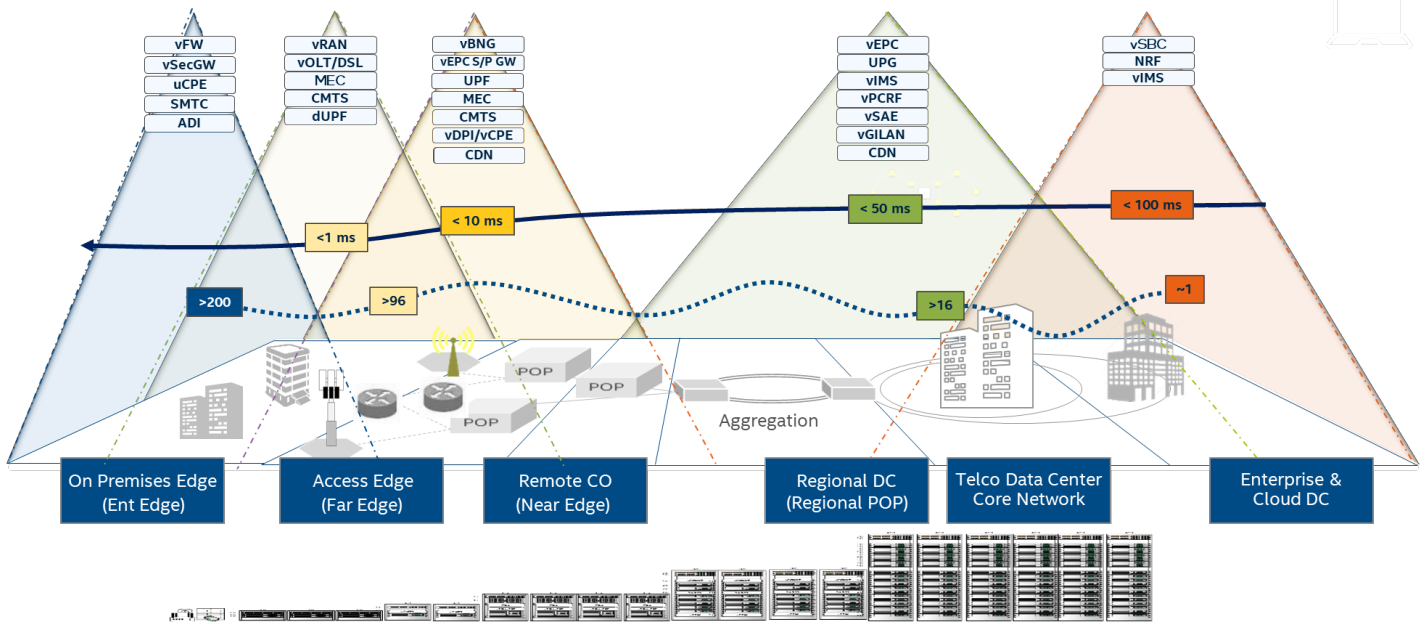 vFW
vSecGW
uCPE
SMTC
ADI
vRAN
vOLT/DSL
MEC
CMTS
dUPF
vBNG
vEPC S/P GW
UPF
MEC
CMTS
vDPI/vCPE
CDN
vEPC
UPG
vIMS
vPCRF
vSAE
vGILAN
CDN
vSBC
NRF
vIMS
<1 ms
< 10 ms
< 50 ms
< 100 ms
>200
>96
>16
~1
POP
POP
POP
Aggregation
On Premises Edge
(Ent Edge)
Access Edge
(Far Edge)
Remote CO
(Near Edge)
Regional DC
(Regional POP)
Telco Data Center
Core Network
Enterprise &
Cloud DC